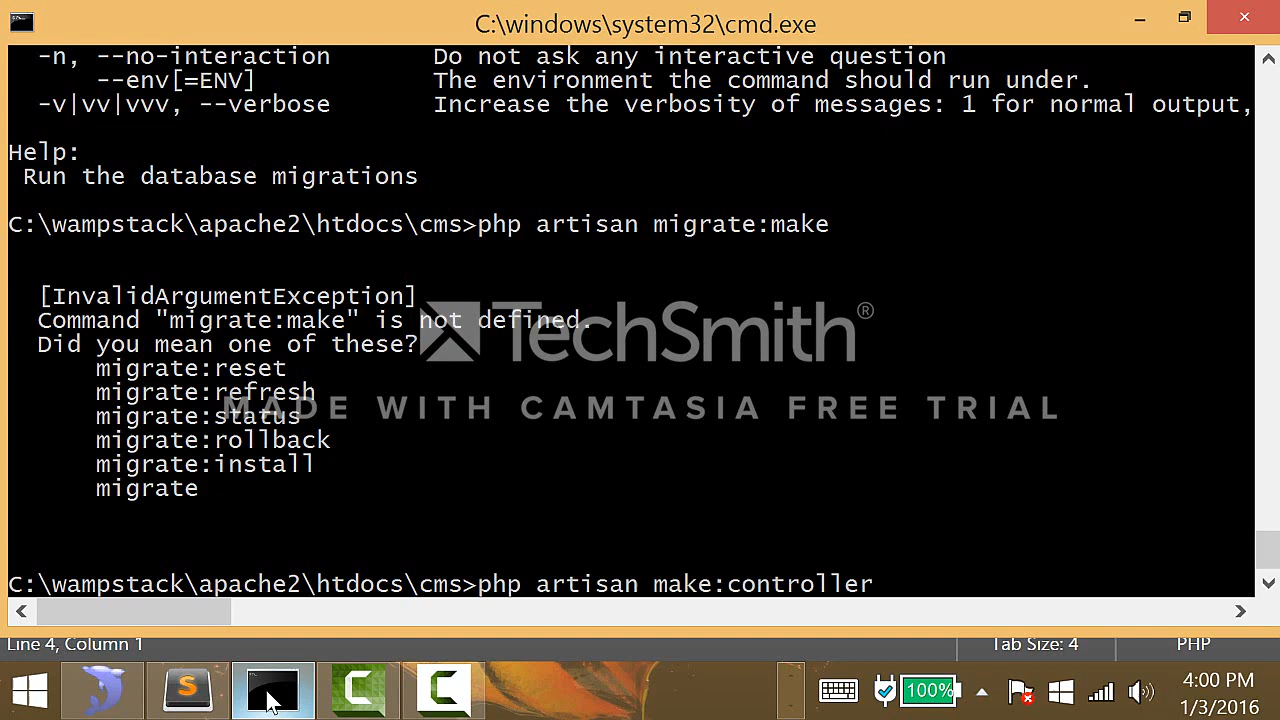 C:\windows\system32\cmd.exe
-n, --no-interaction Do not ask any interactive question
--env[=ENV] The environment the command should run under.
-v|vv|vvv, --verbose Increase the verbosity of messages: 1 for normal output,
Help:
Run the database migrations
C:\wampstack\apache2\htdocs\cms>php artisan migrate:make
[InvalidArgumentException]
Command "migrate:make" is not defined.
Did you mean one of these?
migrate:reset
migrate:refresh
migrate:status
migrate:rollback
migrate:install
migrate
TechSmith®
MADE WITH CAMTASIA FREE TRIAL
C:\wampstack\apache2\htdocs\cms>php artisan make:controller
Line 4, Column 1 Tab Size: 4 PHP
100% 4:00 PM
1/3/2016